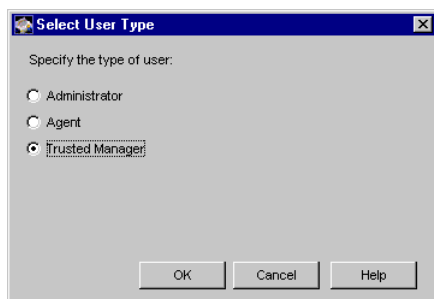 Select User Type
Specify the type of user:
Administrator
Agent
Trusted Manager
OK Cancel Help